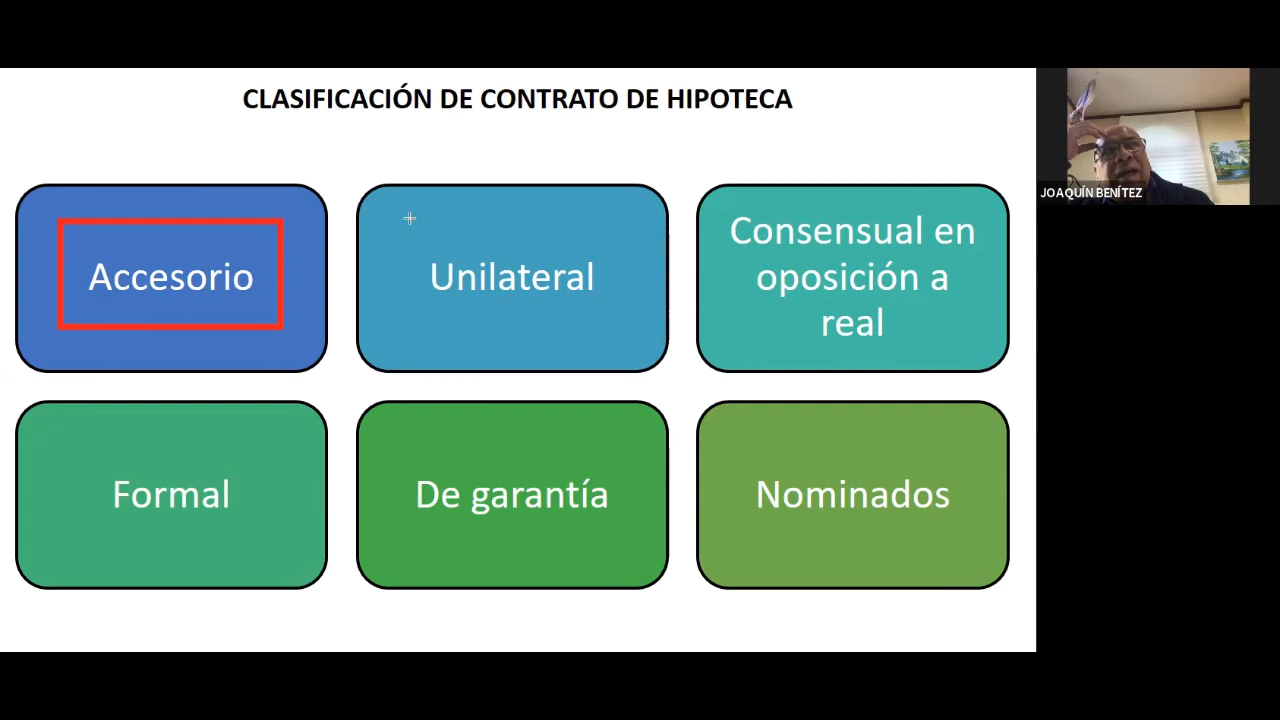 CLASIFICACIÓN DE CONTRATO DE HIPOTECA
Accesorio
Unilateral
Consensual en
oposición a
real
Formal
De garantía
Nominados
JOAQUÍN BENÍTEZ